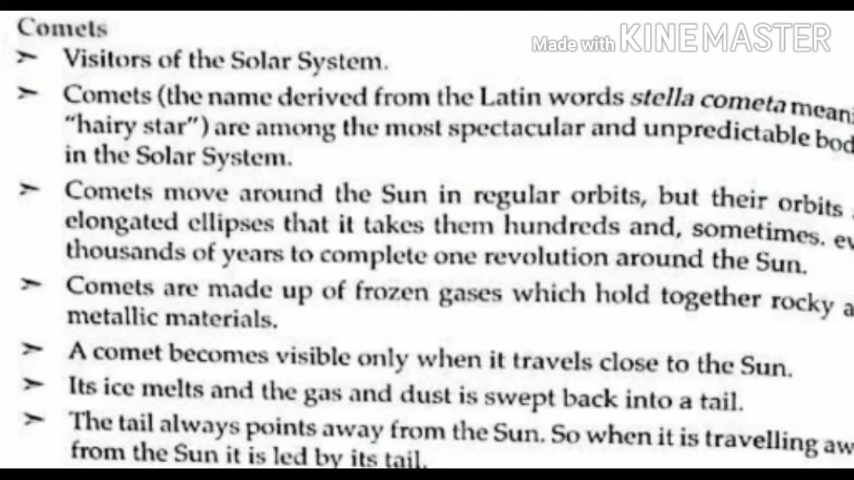 Comets
Made with KINEMASTER
➤ Visitors of the Solar System.
➤ Comets (the name derived from the Latin words stella cometa meani
"hairy star") are among the most spectacular and unpredictable bod
in the Solar System.
➤ Comets move around the Sun in regular orbits, but their orbits
elongated ellipses that it takes them hundreds and, sometimes. ev
thousands of years to complete one revolution around the Sun.
➤ Comets are made up of frozen gases which hold together rocky a
metallic materials.
➤ A comet becomes visible only when it travels close to the Sun.
➤ Its ice melts and the gas and dust is swept back into a tail.
➤ The tail always points away from the Sun. So when it is travelling aw
from the Sun it is led by its tail.